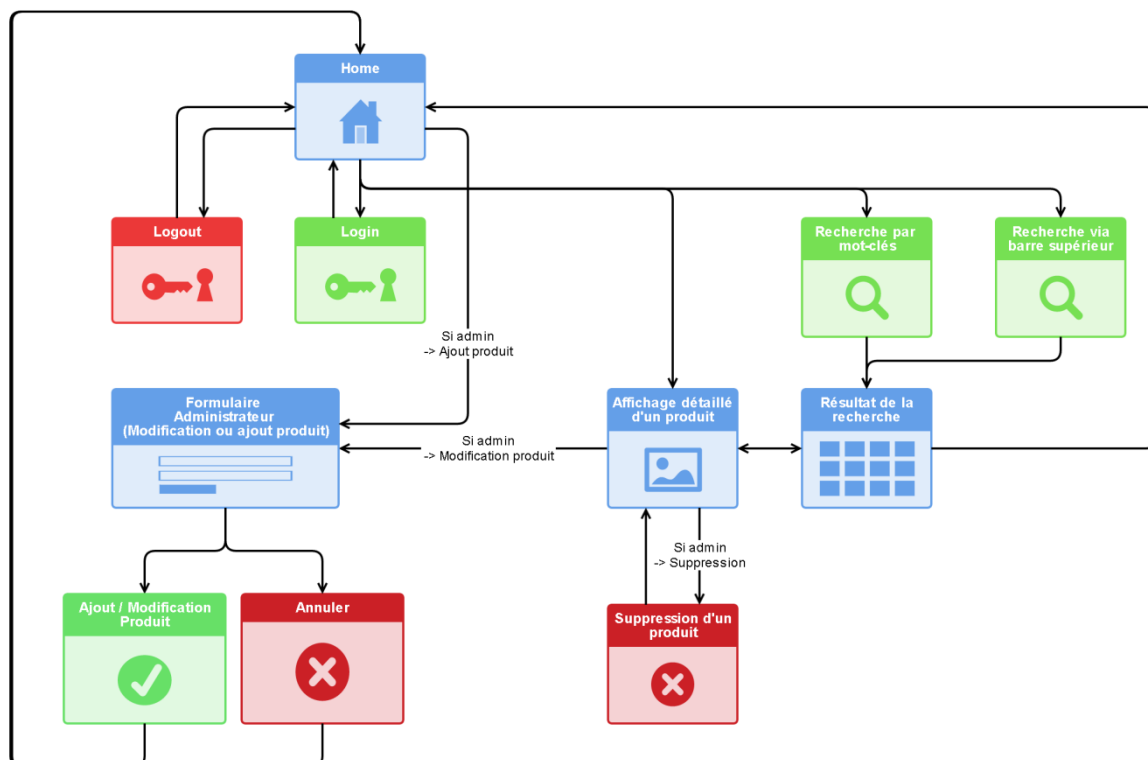 Home
Logout
Login
Recherche par
mot-clés
Recherche via
barre supérieur
Si admin
-> Ajout produit
Formulaire
Administrateur
(Modification ou ajout produit)
Si admin
-> Modification produit
Affichage détaillé
d'un produit
Résultat de la
recherche
Si admin
-> Suppression
Ajout / Modification
Produit
Annuler
Suppression d'un
produit